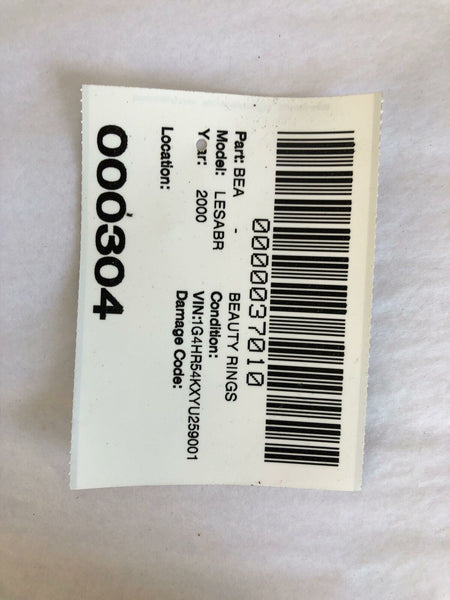 0000037010
Part: BEA - BEAUTY RINGS
Model: LESABR Condition:
Year: 2000 VIN:1G4HR54KXYU259001
Damage Code:
Location:
000304